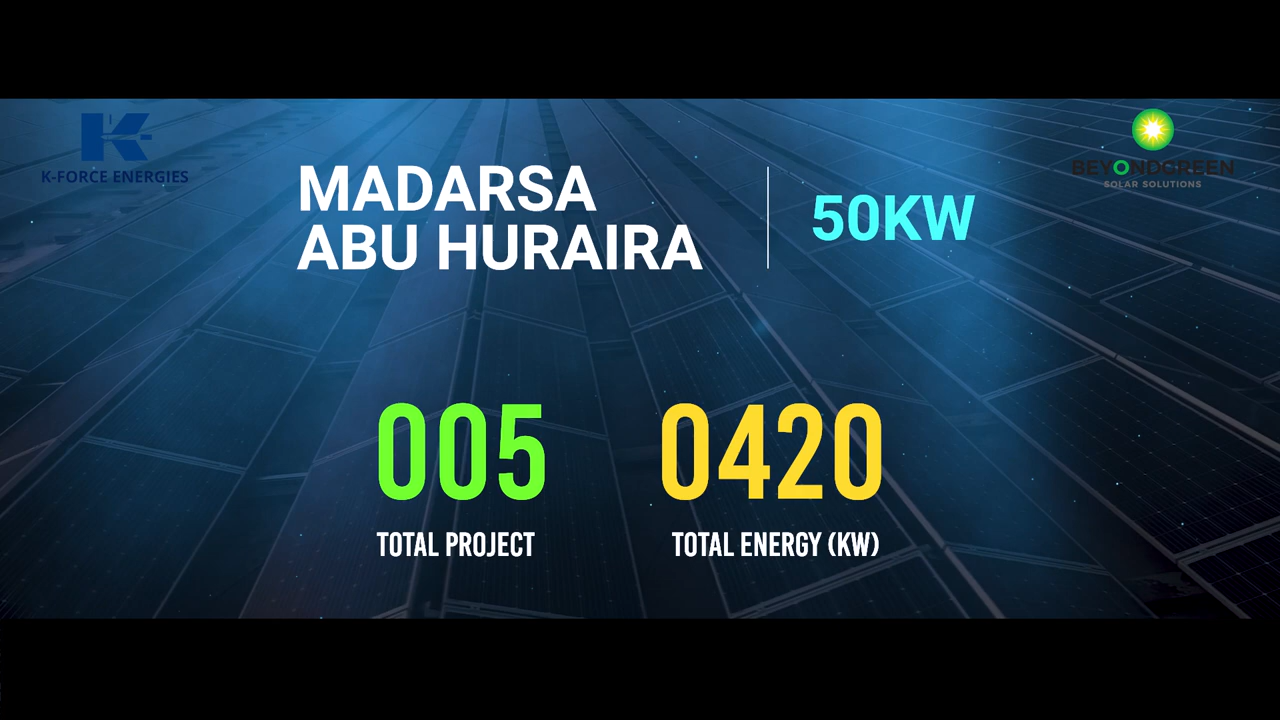 K-FORCE ENERGIES
BEYONDGREEN
SOLAR SOLUTIONS
MADARSA
ABU HURAIRA
50KW
005
0420
TOTAL PROJECT
TOTAL ENERGY (KW)